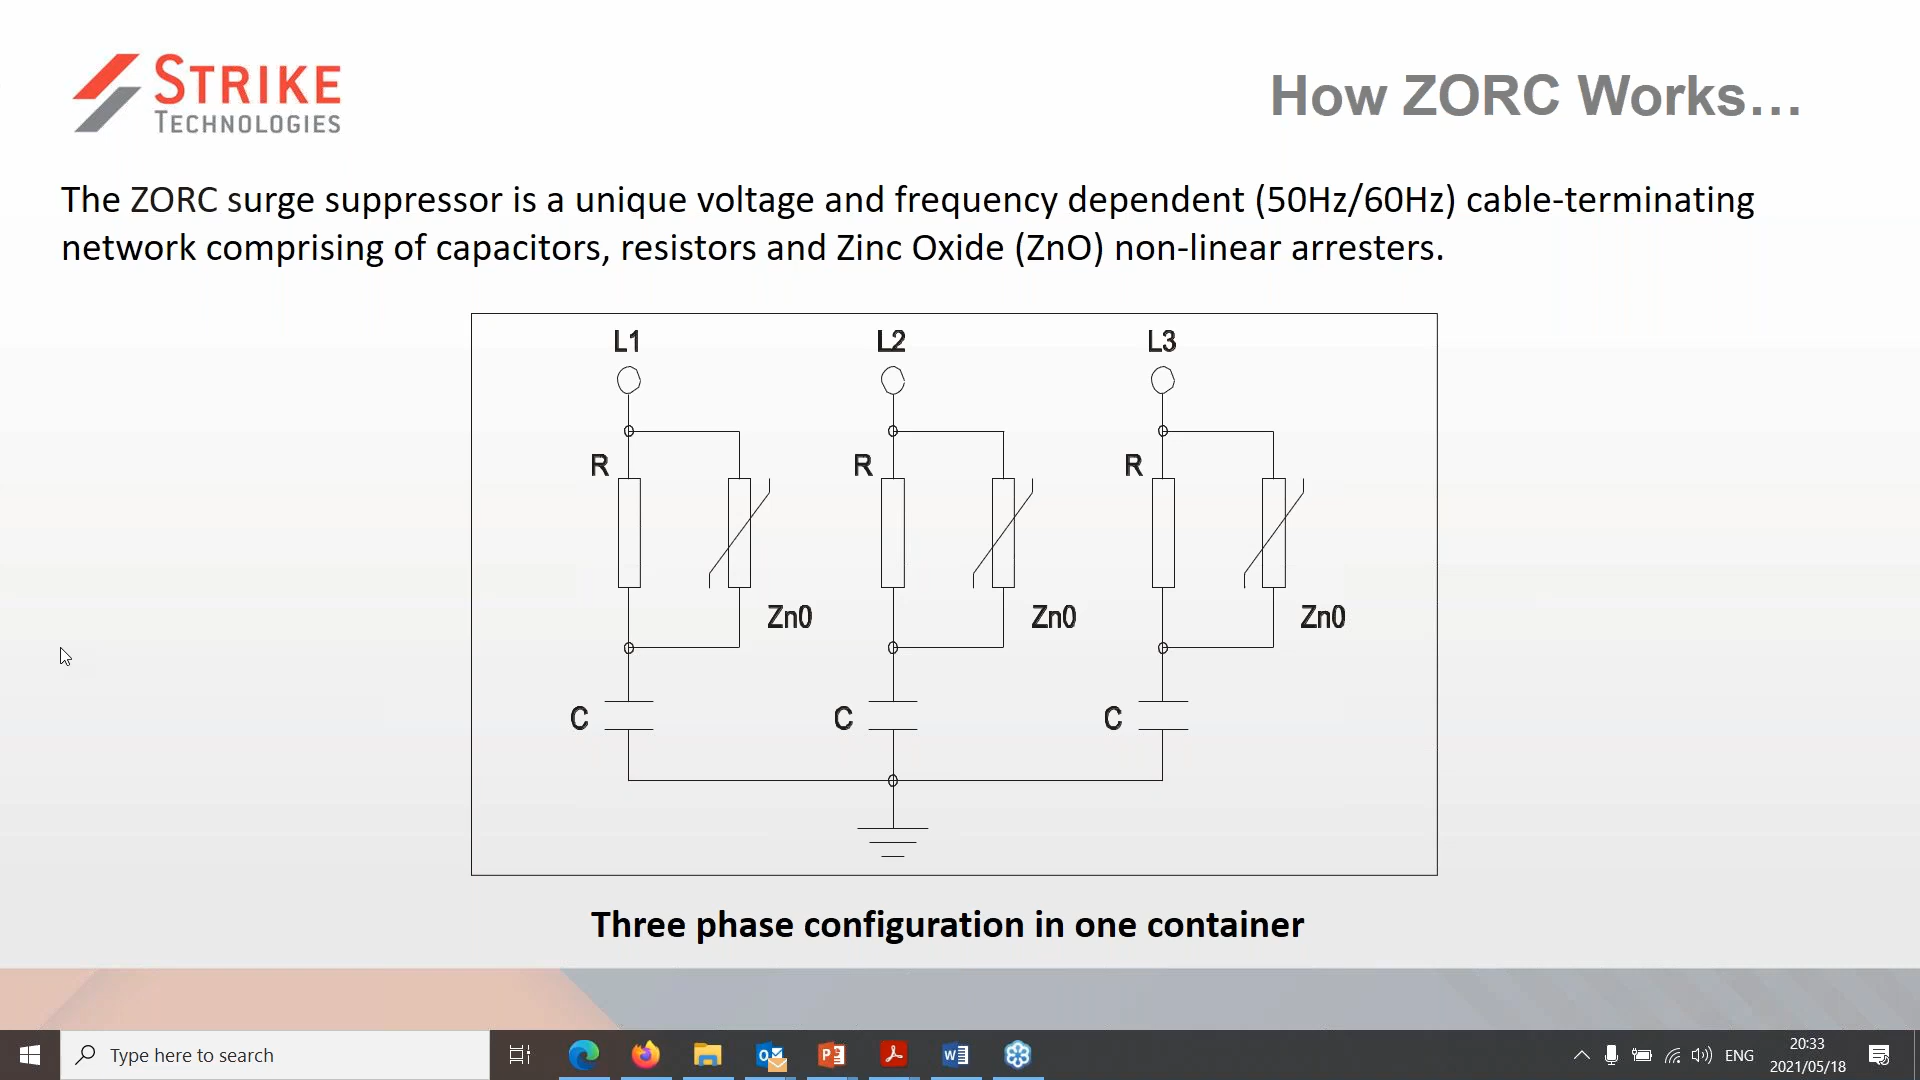 STRIKE
TECHNOLOGIES
How ZORC Works...
The ZORC surge suppressor is a unique voltage and frequency dependent (50Hz/60Hz) cable-terminating
network comprising of capacitors, resistors and Zinc Oxide (ZnO) non-linear arresters.
L1 L2 L3
R R R
Zn0 Zn0 Zn0
C C C
Three phase configuration in one container
Type here to search
ENG
20:33
2021/05/18